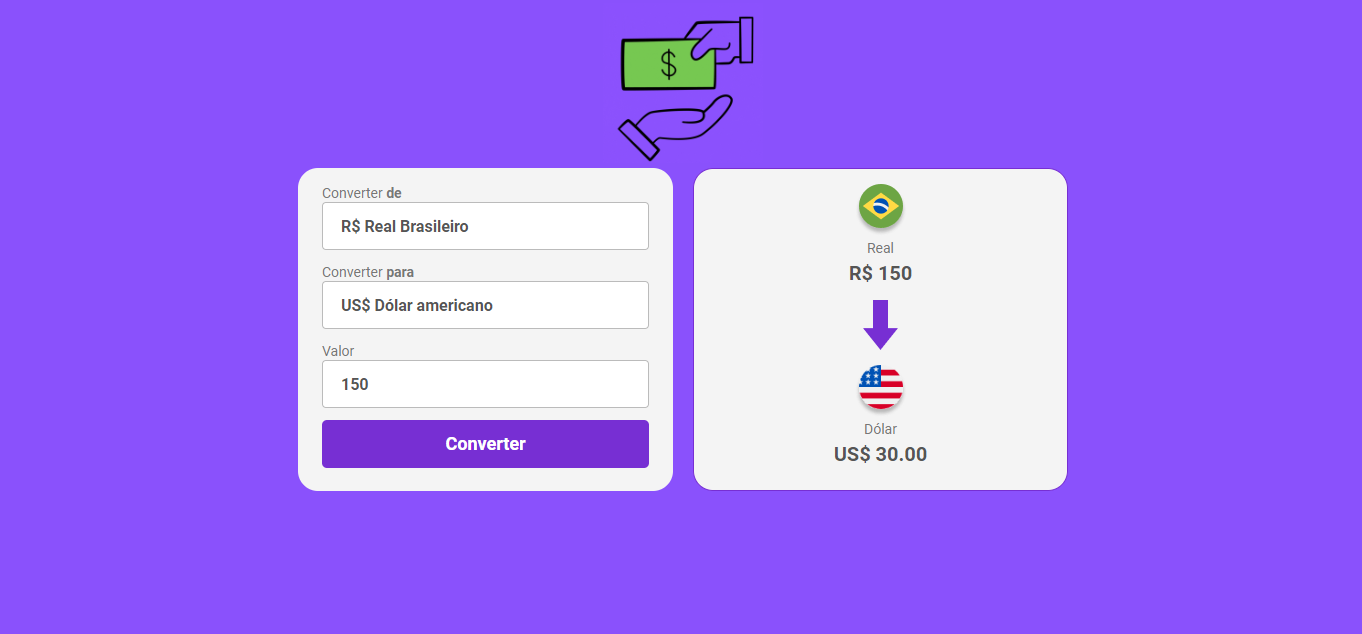 $
Converter de
R$ Real Brasileiro
Converter para
US$ Dólar americano
Valor
150
Converter
Real
R$ 150
Dólar
US$ 30.00